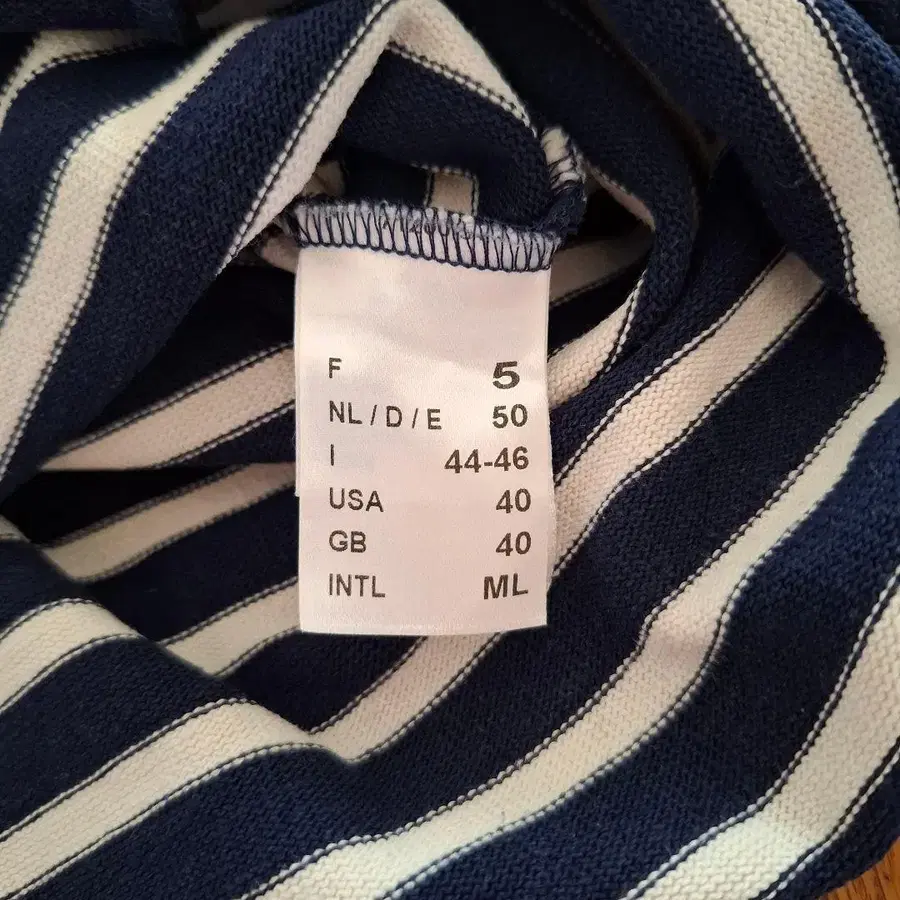 F 5
NL / D / E 50
I 44-46
USA 40
GB 40
INTL ML